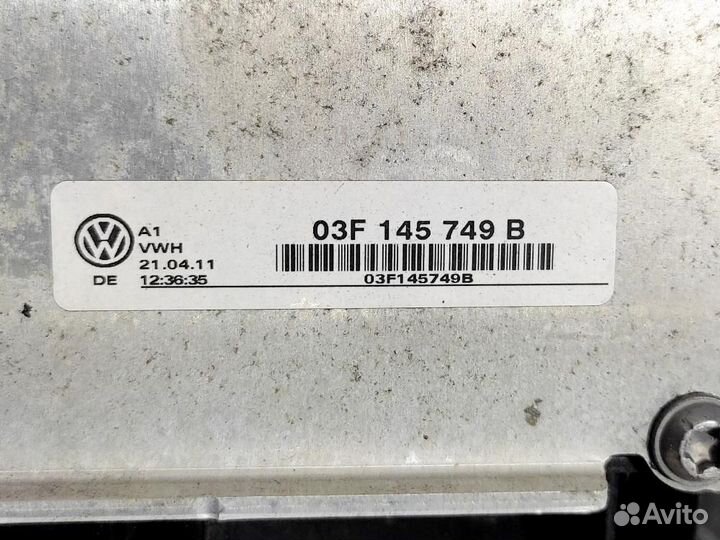 A1
VWH
21.04.11
DE 12:36:35
03F 145 749 B
03F145749B
Avito